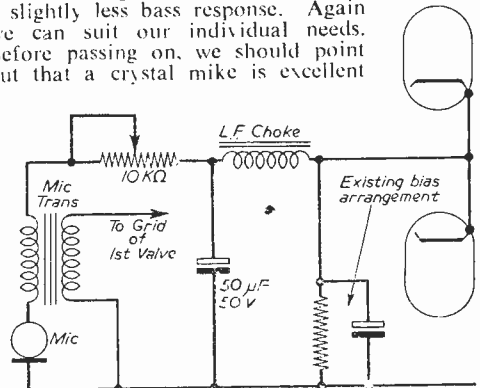 slightly less bass response. Again
we can suit our individual needs.
Before passing on, we should point
out that a crystal mike is excellent
L.F. Choke
10KΩ
Mic
Trans
Existing bias
arrangement
To Grid
of
1st Valve
50 µF
50 V
Mic